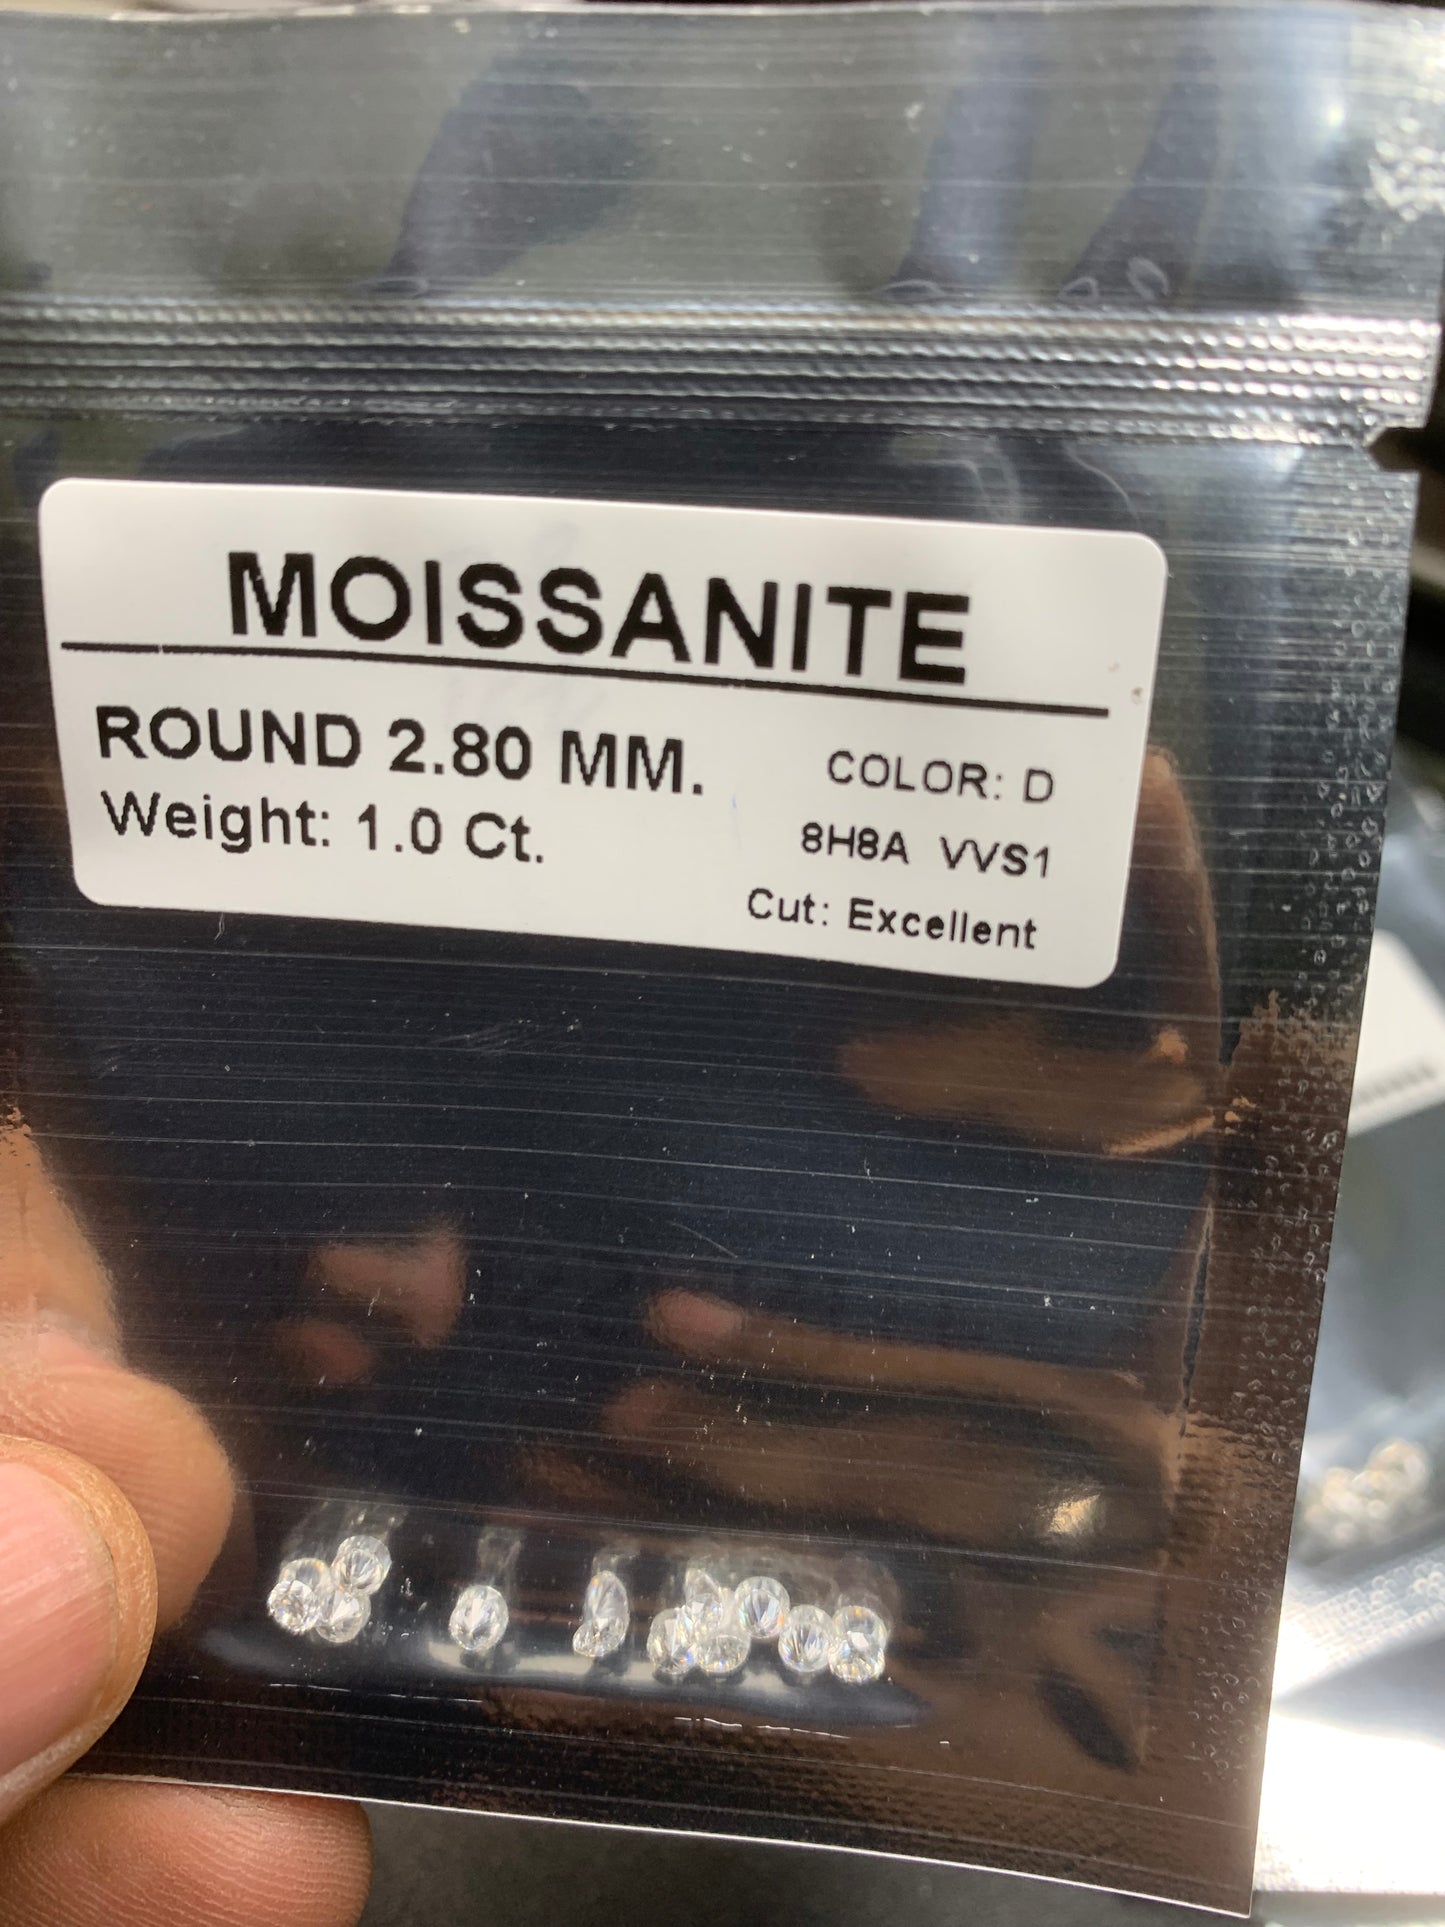 MOISSANITE
ROUND 2.80 MM.
Weight: 1.0 Ct.
COLOR: D
8H8A VVS1
Cut: Excellent